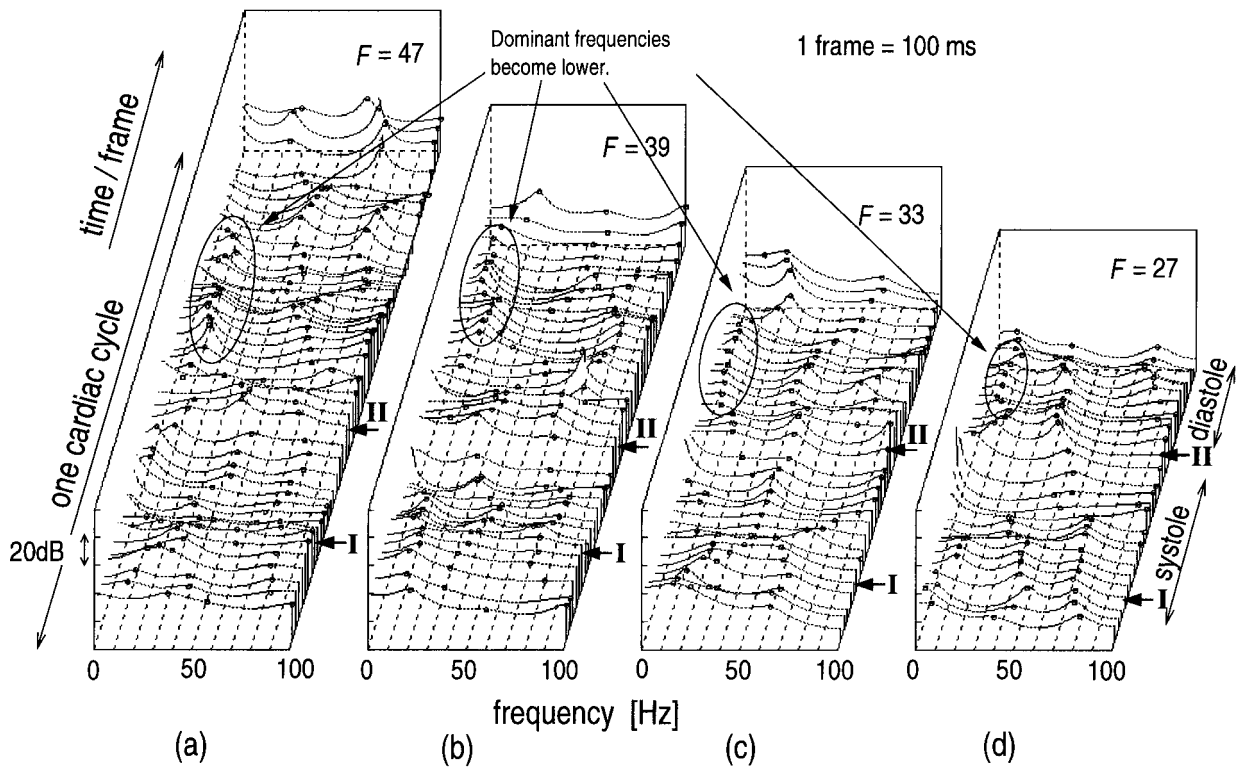 Dominant frequencies
become lower.
1 frame = 100 ms
F = 47
F = 39
F = 33
F = 27
time / frame
one cardiac cycle
20dB
II
I
II
I
II
I
II
I
diastole
systole
0 50 100
0 50 100
0 50 100
0 50 100
frequency [Hz]
(a) (b) (c) (d)